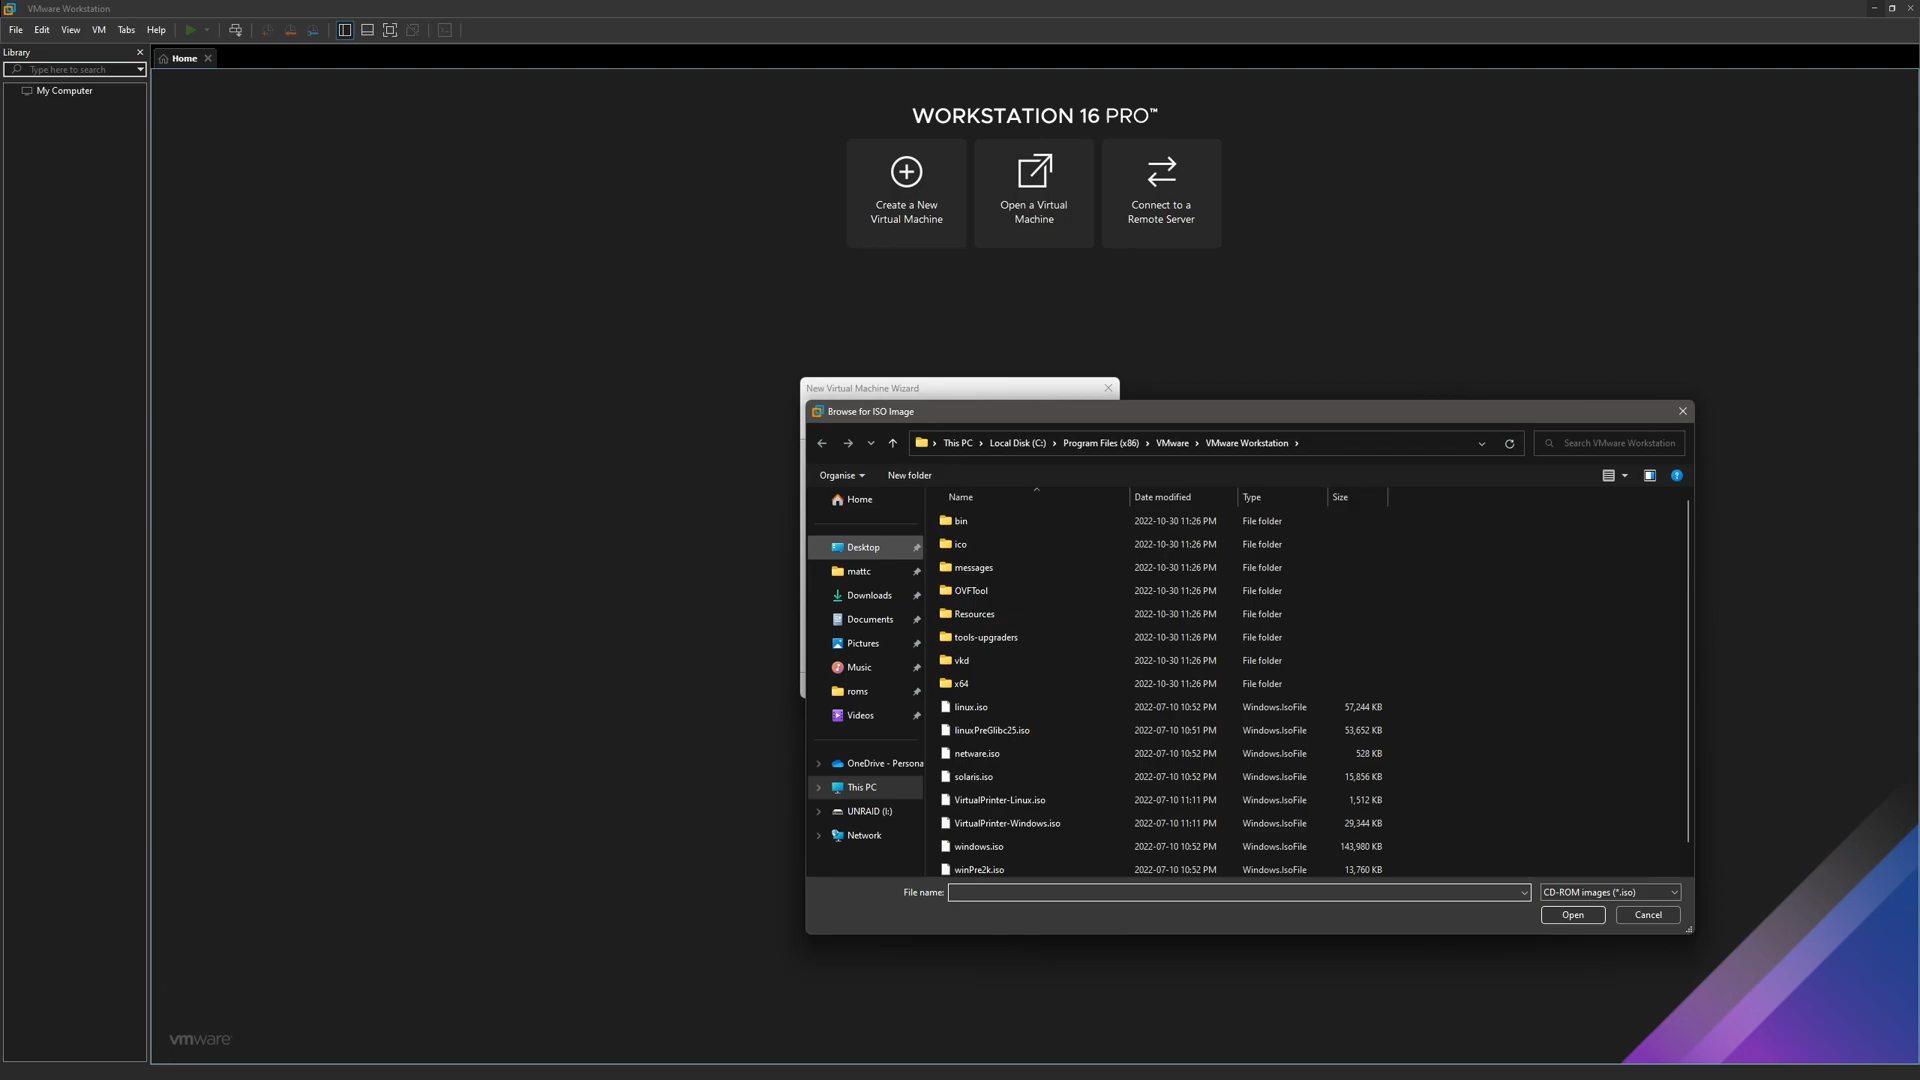 VMware Workstation
File Edit View VM Tabs Help
Library
Type here to search
My Computer
Home
WORKSTATION 16 PRO™
Create a New
Virtual Machine
Open a Virtual
Machine
Connect to a
Remote Server
New Virtual Machine Wizard
Browse for ISO Image
This PC > Local Disk (C:) > Program Files (x86) > VMware > VMware Workstation >
Search VMware Workstation
Organise New folder
Home
Desktop
mattc
Downloads
Documents
Pictures
Music
roms
Videos
OneDrive - Persona
This PC
UNRAID (I:)
Network
Name Date modified Type Size
bin 2022-10-30 11:26 PM File folder
ico 2022-10-30 11:26 PM File folder
messages 2022-10-30 11:26 PM File folder
OVFTool 2022-10-30 11:26 PM File folder
Resources 2022-10-30 11:26 PM File folder
tools-upgraders 2022-10-30 11:26 PM File folder
vkd 2022-10-30 11:26 PM File folder
x64 2022-10-30 11:26 PM File folder
linux.iso 2022-07-10 10:52 PM Windows.IsoFile 57,244 KB
linuxPreGlibc25.iso 2022-07-10 10:51 PM Windows.IsoFile 53,652 KB
netware.iso 2022-07-10 10:52 PM Windows.IsoFile 528 KB
solaris.iso 2022-07-10 10:52 PM Windows.IsoFile 15,856 KB
VirtualPrinter-Linux.iso 2022-07-10 11:11 PM Windows.IsoFile 1,512 KB
VirtualPrinter-Windows.iso 2022-07-10 11:11 PM Windows.IsoFile 29,344 KB
windows.iso 2022-07-10 10:52 PM Windows.IsoFile 143,980 KB
winPre2k.iso 2022-07-10 10:52 PM Windows.IsoFile 13,760 KB
File name:
CD-ROM images (*.iso)
Open Cancel
vmware